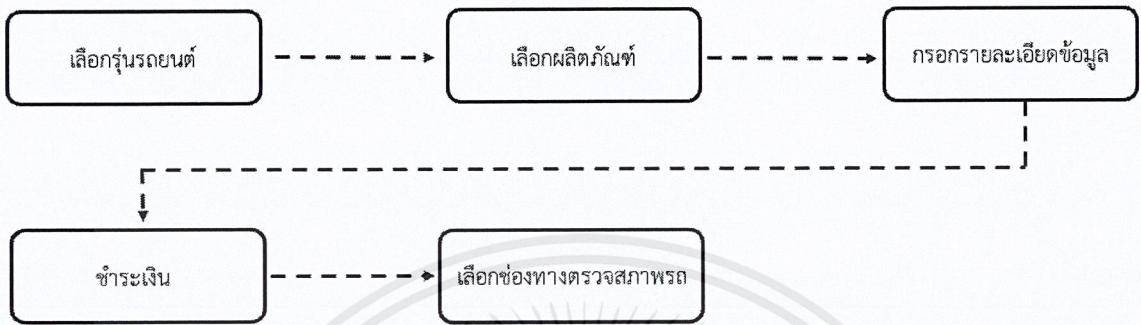 เลือกรุ่นรถยนต์
เลือกผลิตภัณฑ์
กรอกรายละเอียดข้อมูล
ชำระเงิน
เลือกช่องทางตรวจสภาพรถ